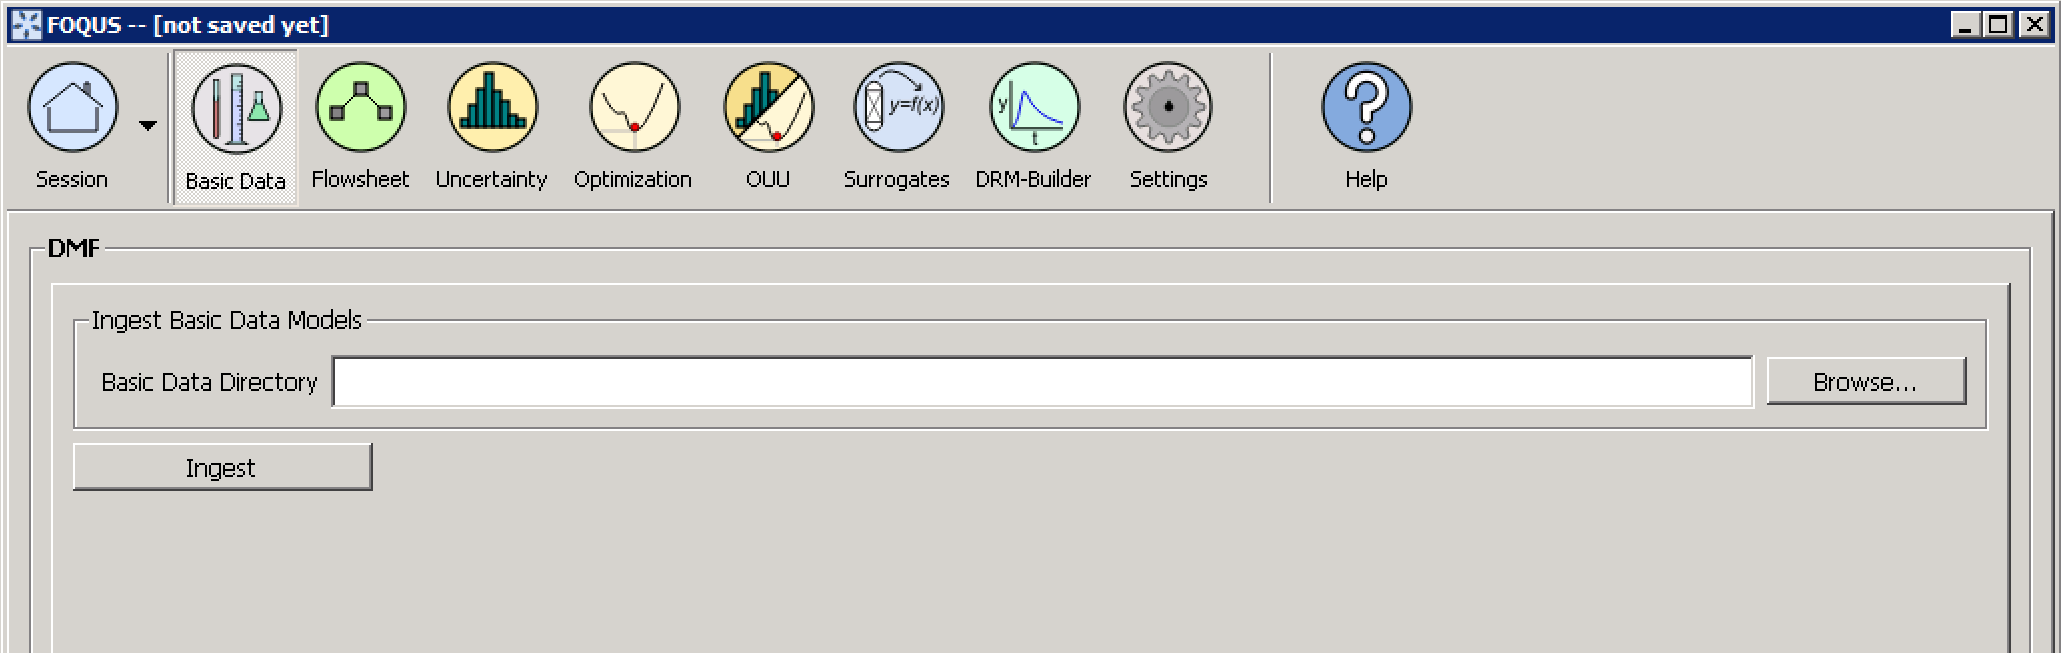 FOQUS -- [not saved yet]
y=f(x)
y
t
Session
Basic Data
Flowsheet
Uncertainty
Optimization
OUU
Surrogates
DRM-Builder
Settings
Help
DMF
Ingest Basic Data Models
Basic Data Directory
Browse...
Ingest